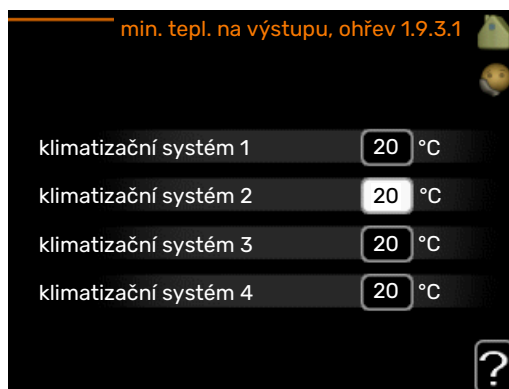 min. tepl. na výstupu, ohřev 1.9.3.1
klimatizační systém 1 20 °C
klimatizační systém 2 20 °C
klimatizační systém 3 20 °C
klimatizační systém 4 20 °C
?